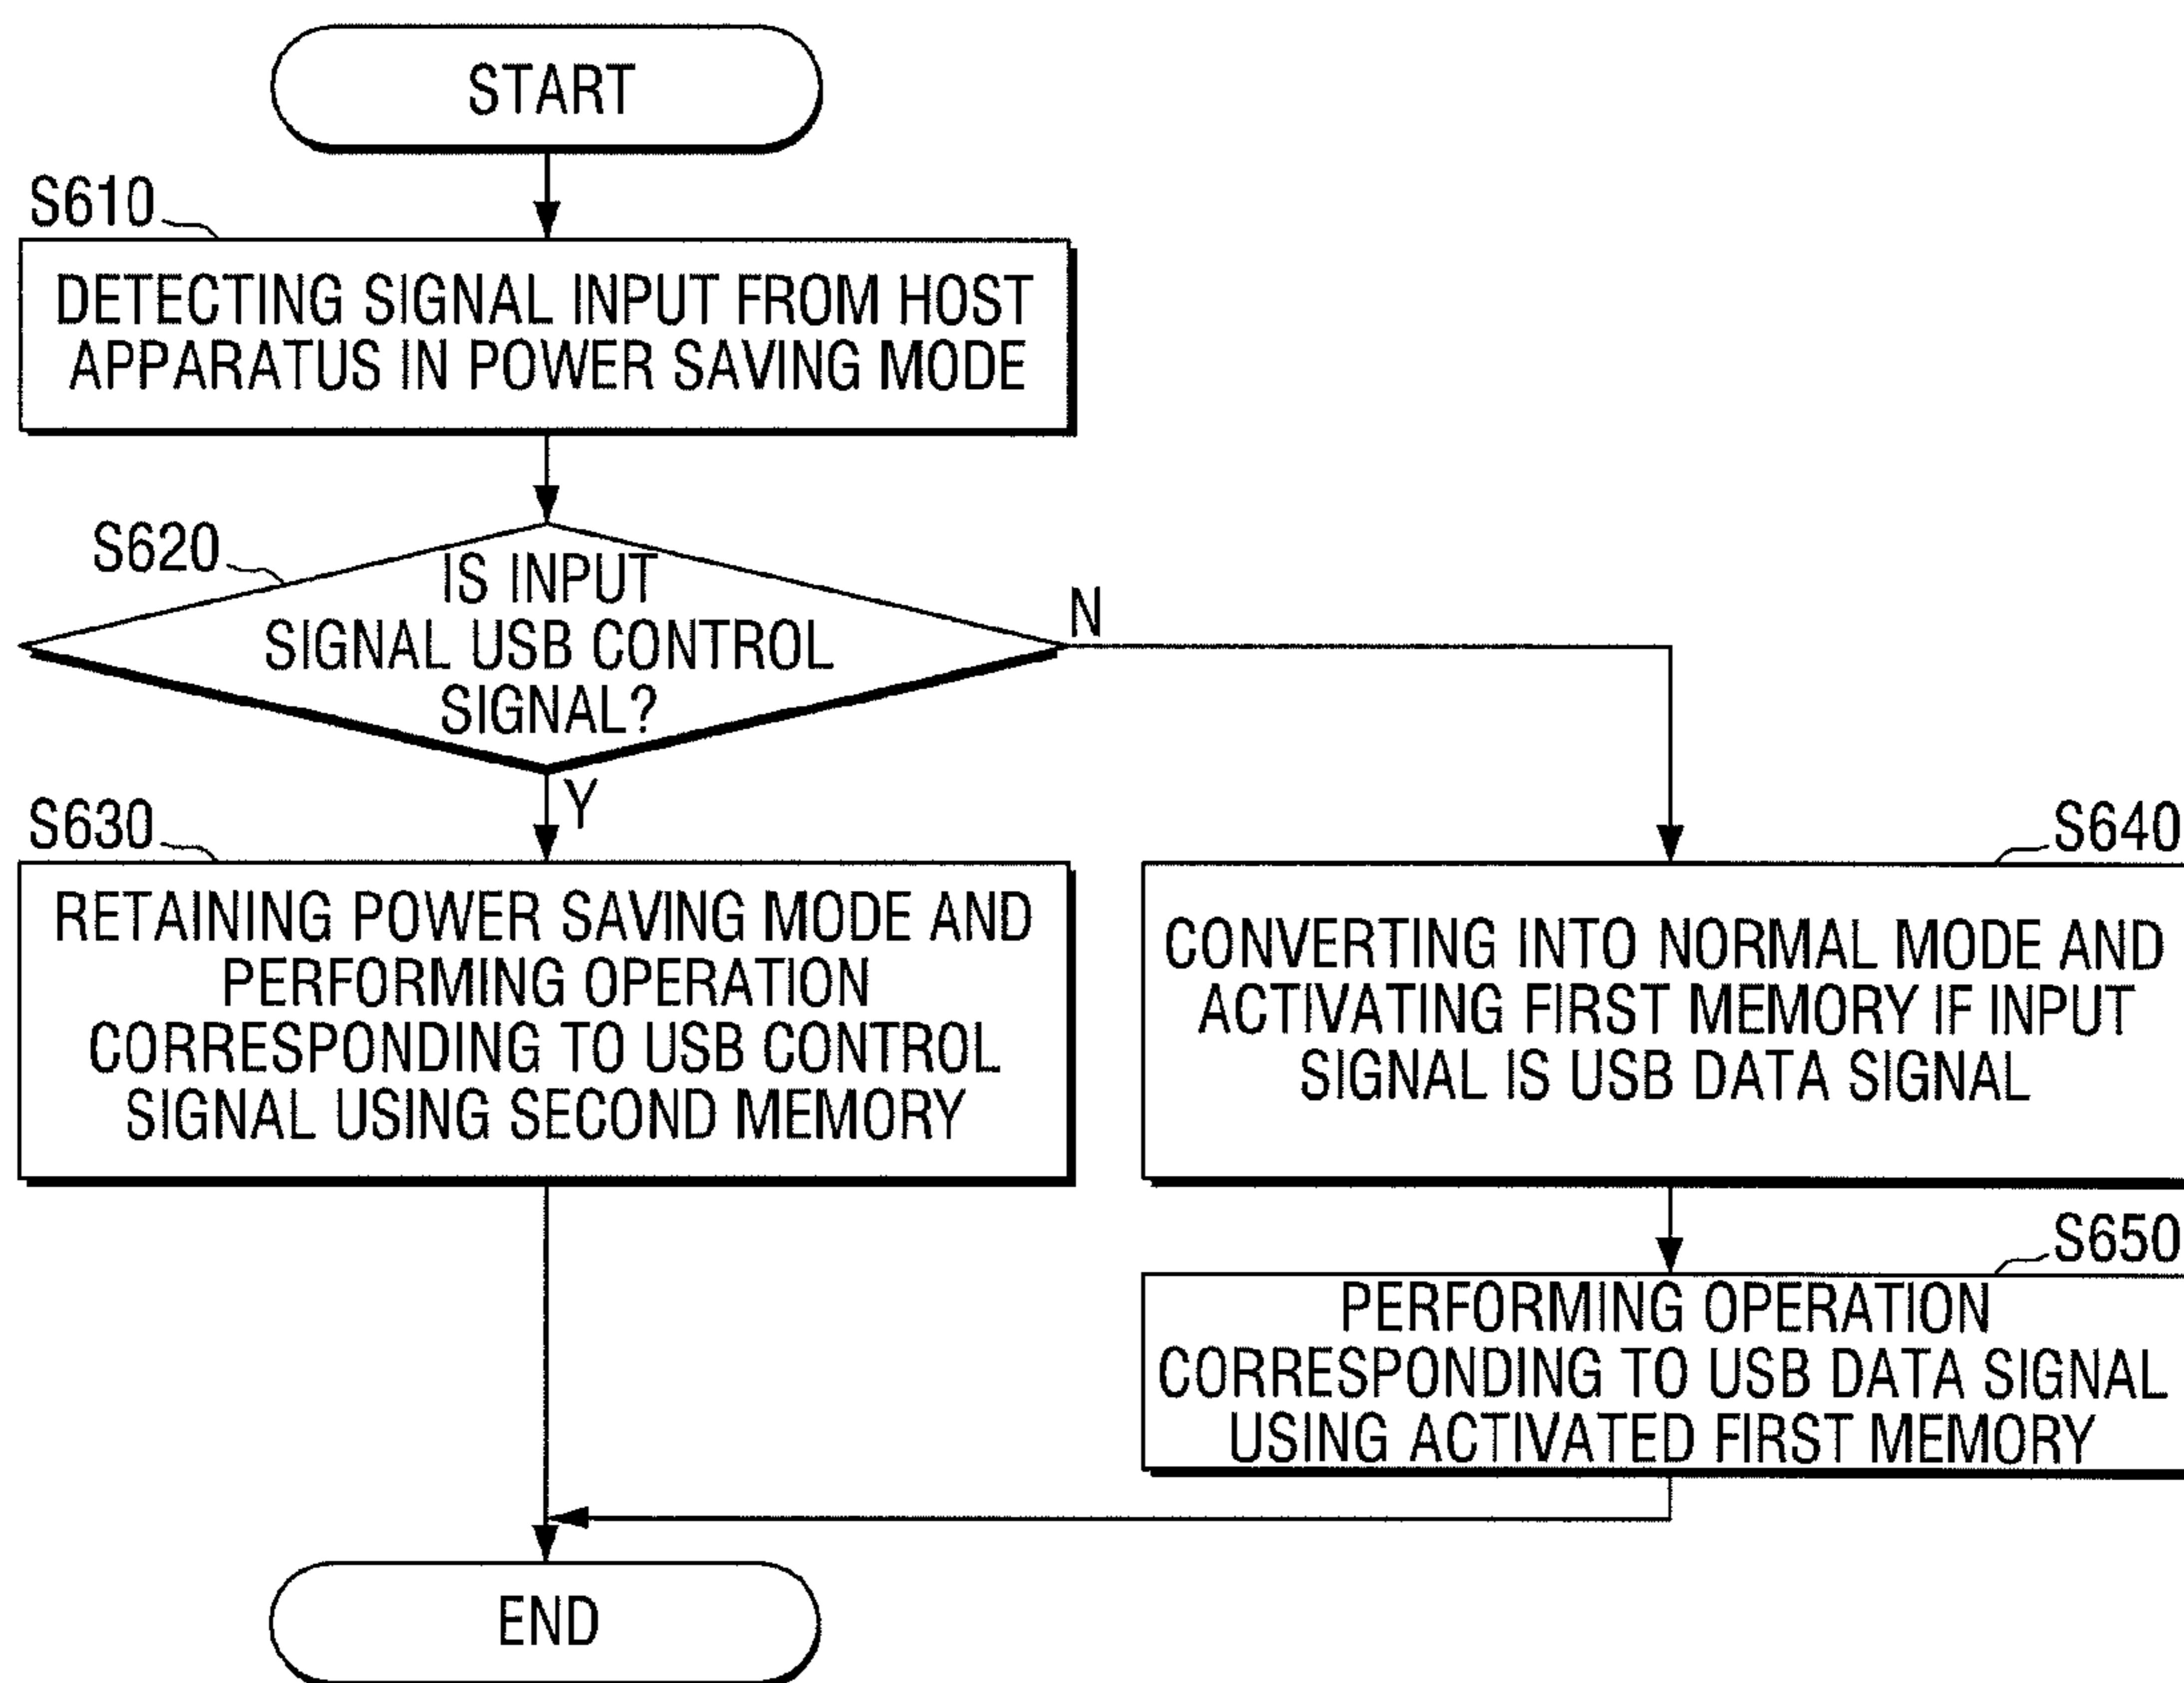 START
S610
DETECTING SIGNAL INPUT FROM HOST
APPARATUS IN POWER SAVING MODE
S620
IS INPUT
SIGNAL USB CONTROL
SIGNAL?
N
Y
S630
RETAINING POWER SAVING MODE AND
PERFORMING OPERATION
CORRESPONDING TO USB CONTROL
SIGNAL USING SECOND MEMORY
S640
CONVERTING INTO NORMAL MODE AND
ACTIVATING FIRST MEMORY IF INPUT
SIGNAL IS USB DATA SIGNAL
S650
PERFORMING OPERATION
CORRESPONDING TO USB DATA SIGNAL
USING ACTIVATED FIRST MEMORY
END